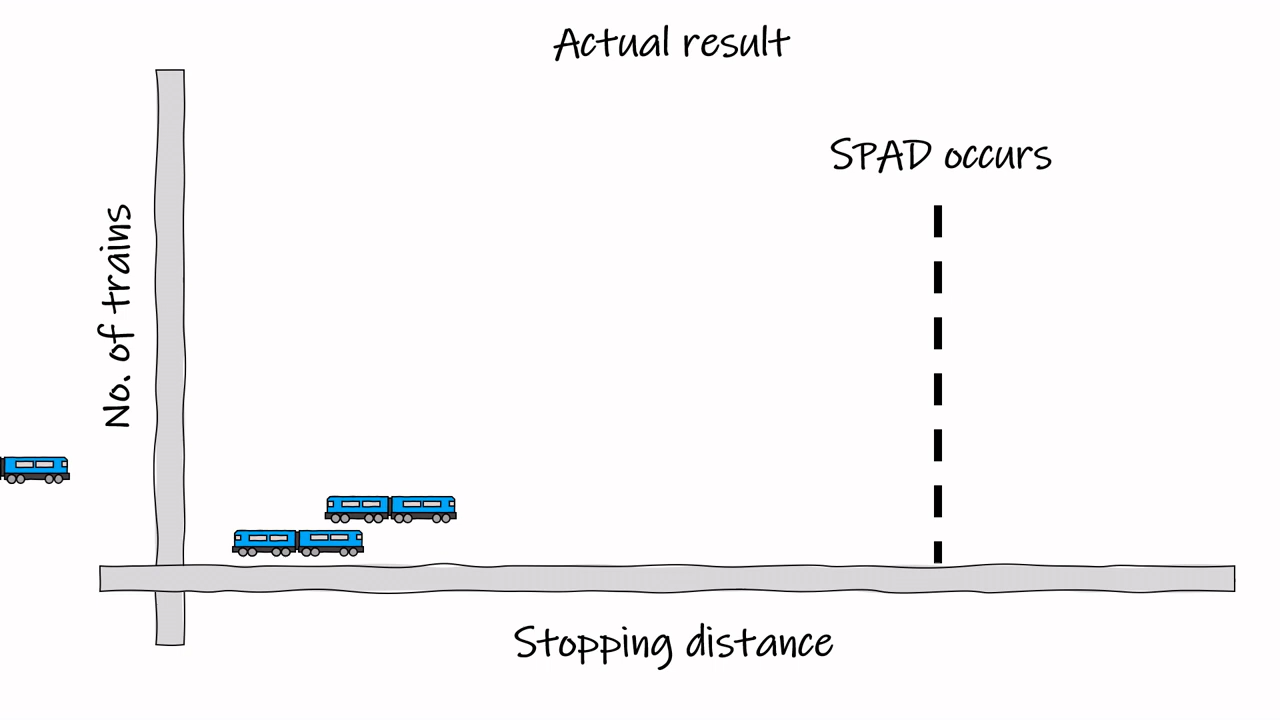 Actual result
SPAD occurs
No. of trains
Stopping distance